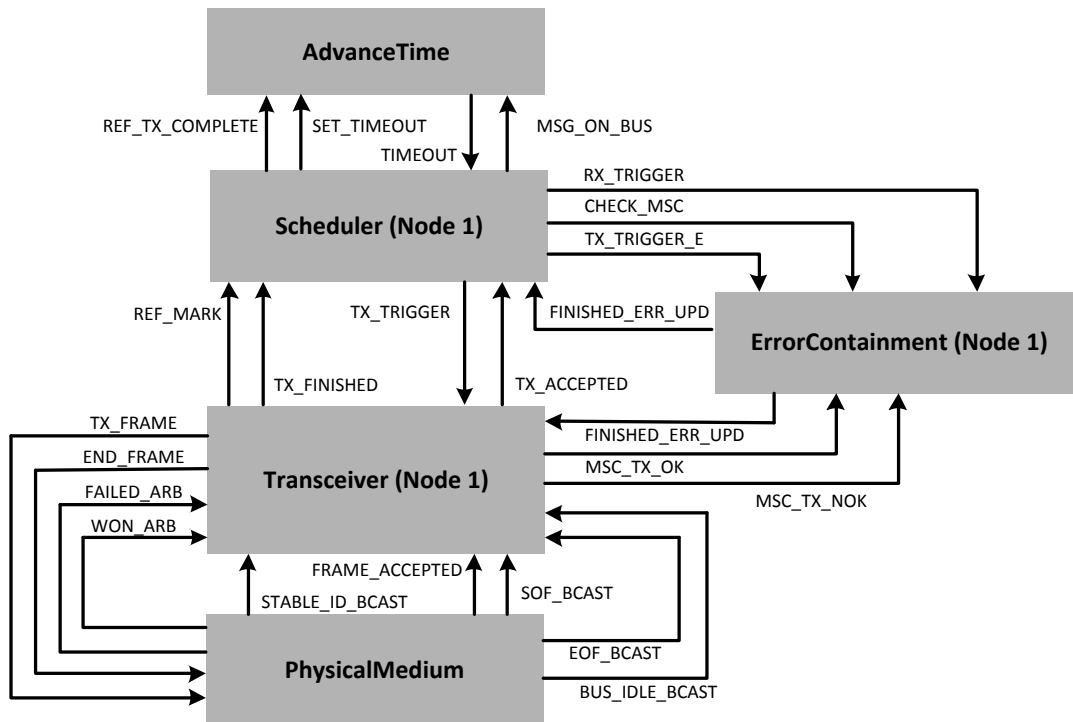 AdvanceTime
REF_TX_COMPLETE
SET_TIMEOUT
TIMEOUT
MSG_ON_BUS
RX_TRIGGER
CHECK_MSC
TX_TRIGGER_E
Scheduler (Node 1)
REF_MARK
TX_TRIGGER
FINISHED_ERR_UPD
ErrorContainment (Node 1)
TX_FINISHED
TX_ACCEPTED
TX_FRAME
END_FRAME
FAILED_ARB
WON_ARB
Transceiver (Node 1)
FINISHED_ERR_UPD
MSC_TX_OK
MSC_TX_NOK
FRAME_ACCEPTED
STABLE_ID_BCAST
SOF_BCAST
PhysicalMedium
EOF_BCAST
BUS_IDLE_BCAST